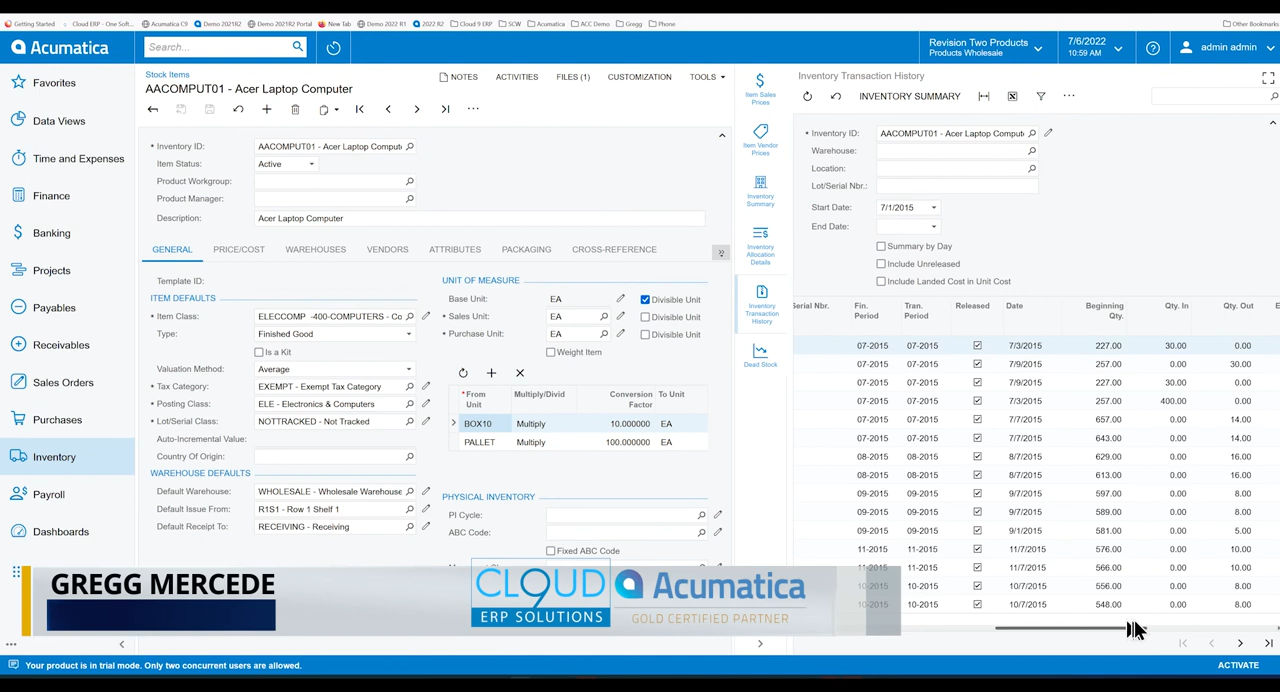 Getting Started
Cloud ERP - One Soft...
Acumatica C9
Demo 2021R2
Demo 2021R2 Portal
New Tab
Demo 2022 R1
2022 R2
Cloud 9 ERP
SCW
Acumatica
ACC Demo
Gregg
Phone
Other Bookmarks
Acumatica
Search...
Revision Two Products
Products Wholesale
7/6/2022
10:59 AM
admin admin
Favorites
Data Views
Time and Expenses
Finance
Banking
Projects
Payables
Receivables
Sales Orders
Purchases
Inventory
Payroll
Dashboards
Stock Items
AACOMPUT01 - Acer Laptop Computer
NOTES
ACTIVITIES
FILES (1)
CUSTOMIZATION
TOOLS
* Inventory ID: AACOMPUT01 - Acer Laptop Comput
Item Status: Active
Product Workgroup:
Product Manager:
Description: Acer Laptop Computer
GENERAL
PRICE/COST
WAREHOUSES
VENDORS
ATTRIBUTES
PACKAGING
CROSS-REFERENCE
Template ID:
ITEM DEFAULTS
* Item Class: ELECCOMP -400-COMPUTERS - Co
Type: Finished Good
Is a Kit
Valuation Method: Average
* Tax Category: EXEMPT - Exempt Tax Category
* Posting Class: ELE - Electronics & Computers
* Lot/Serial Class: NOTTRACKED - Not Tracked
Auto-Incremental Value:
Country Of Origin:
WAREHOUSE DEFAULTS
Default Warehouse: WHOLESALE - Wholesale Warehouse
Default Issue From: R1S1 - Row 1 Shelf 1
Default Receipt To: RECEIVING - Receiving
UNIT OF MEASURE
* Base Unit: EA Divisible Unit
* Sales Unit: EA Divisible Unit
* Purchase Unit: EA Divisible Unit
Weight Item
* From Unit Multiply/Divid Conversion Factor To Unit
BOX10 Multiply 10.000000 EA
PALLET Multiply 100.000000 EA
PHYSICAL INVENTORY
PI Cycle:
ABC Code:
Fixed ABC Code
Item Sales Prices
Item Vendor Prices
Inventory Summary
Inventory Allocation Details
Inventory Transaction History
Dead Stock
Inventory Transaction History
INVENTORY SUMMARY
* Inventory ID: AACOMPUT01 - Acer Laptop Comput
Warehouse:
Location:
Lot/Serial Nbr.:
Start Date: 7/1/2015
End Date:
Summary by Day
Include Unreleased
Include Landed Cost in Unit Cost
Serial Nbr. Fin. Period Tran. Period Released Date Beginning Qty. Qty. In Qty. Out E
07-2015 07-2015 7/3/2015 227.00 30.00 0.00
07-2015 07-2015 7/9/2015 257.00 0.00 30.00
07-2015 07-2015 7/9/2015 227.00 30.00 0.00
07-2015 07-2015 7/3/2015 257.00 400.00 0.00
07-2015 07-2015 7/7/2015 657.00 0.00 14.00
07-2015 07-2015 7/7/2015 643.00 0.00 14.00
08-2015 08-2015 8/7/2015 629.00 0.00 16.00
08-2015 08-2015 8/7/2015 613.00 0.00 16.00
09-2015 09-2015 9/7/2015 597.00 0.00 8.00
09-2015 09-2015 9/7/2015 589.00 0.00 8.00
09-2015 09-2015 9/1/2015 581.00 0.00 5.00
11-2015 11-2015 11/7/2015 576.00 0.00 10.00
11-2015 11-2015 11/7/2015 566.00 0.00 10.00
10-2015 10-2015 10/7/2015 556.00 0.00 8.00
10-2015 10-2015 10/7/2015 548.00 0.00 8.00
GREGG MERCEDE
CLOUD 9
ERP SOLUTIONS
Acumatica
GOLD CERTIFIED PARTNER
Your product is in trial mode. Only two concurrent users are allowed.
ACTIVATE